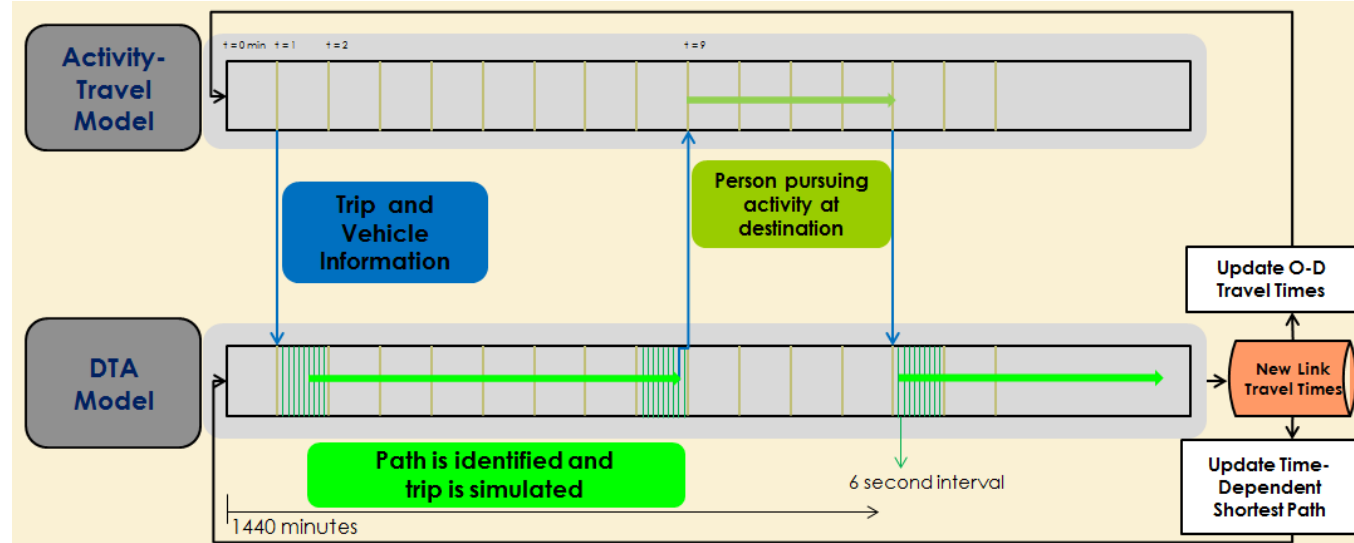 Activity-
Travel
Model
t = 0 min t = 1 t = 2 t = 9
Trip and
Vehicle
Information
Person pursuing
activity at
destination
Update O-D
Travel Times
DTA
Model
New Link
Travel Times
Path is identified and
trip is simulated
6 second interval
Update Time-
Dependent
Shortest Path
1440 minutes